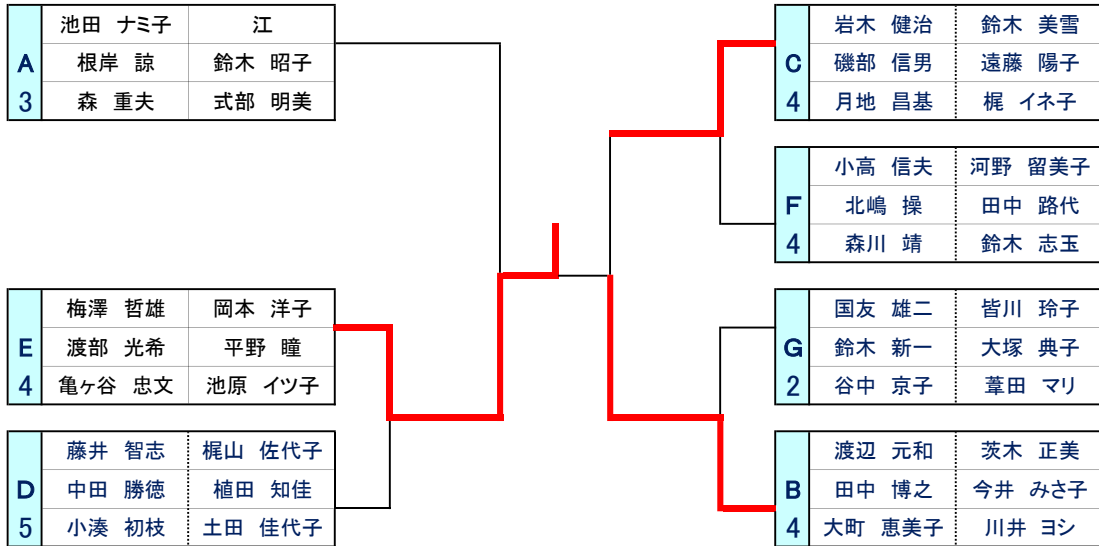 池田 ナミ子 江
A 根岸 諒 鈴木 昭子
3 森 重夫 式部 明美
E 梅澤 哲雄 岡本 洋子
渡部 光希 平野 瞳
4 亀ヶ谷 忠文 池原 イツ子
藤井 智志 梶山 佐代子
D 中田 勝徳 植田 知佳
5 小湊 初枝 土田 佳代子
岩木 健治 鈴木 美雪
C 磯部 信男 遠藤 陽子
4 月地 昌基 梶 イネ子
小高 信夫 河野 留美子
F 北嶋 操 田中 路代
4 森川 靖 鈴木 志玉
国友 雄二 皆川 玲子
G 鈴木 新一 大塚 典子
2 谷中 京子 葦田 マリ
渡辺 元和 茨木 正美
B 田中 博之 今井 みさ子
4 大町 恵美子 川井 ヨシ